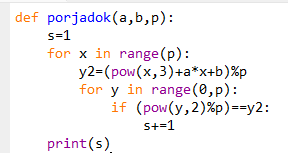 def porjadok(a,b,p):
    s=1
    for x in range(p):
        y2=(pow(x,3)+a*x+b)%p
        for y in range(0,p):
            if (pow(y,2)%p)==y2:
                s+=1
    print(s)